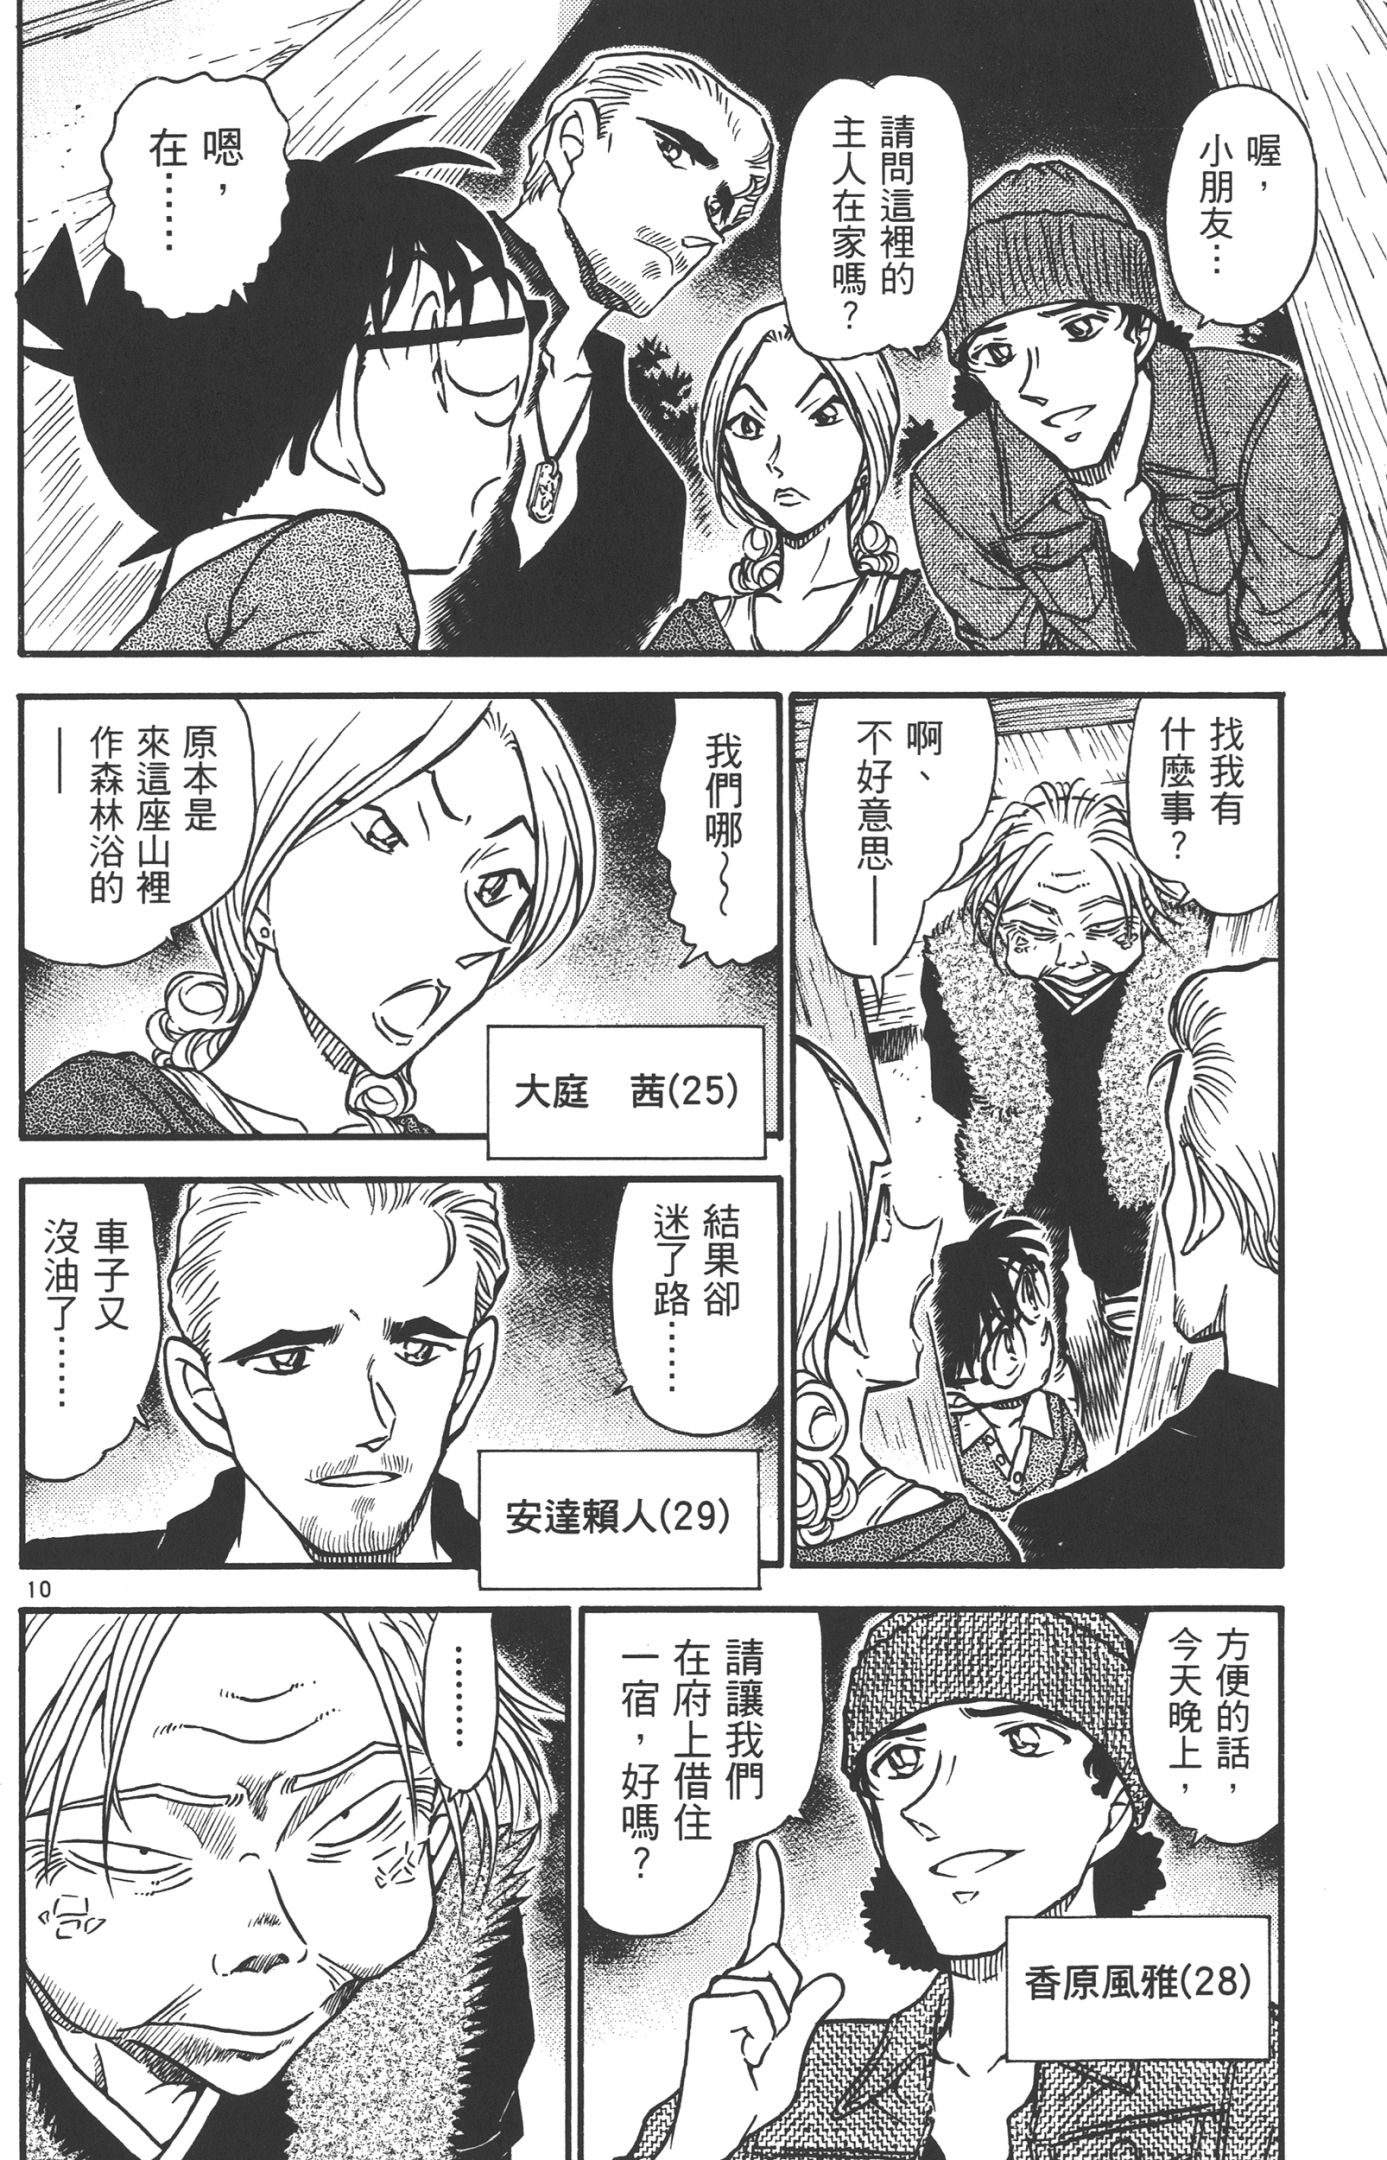 喔，
小朋友…
請問這裡的
主人在家嗎？
嗯，
在……
找我有
什麼事？
啊、
不好意思——
我們哪～
原本是
來這座山裡
作森林浴的
——
大庭　茜(25)
結果卻
迷了路……
車子又
沒油了……
安達賴人(29)
方便的話，
今天晚上，
請讓我們
在府上借住
一宿，好嗎？
香原風雅(28)
………
10